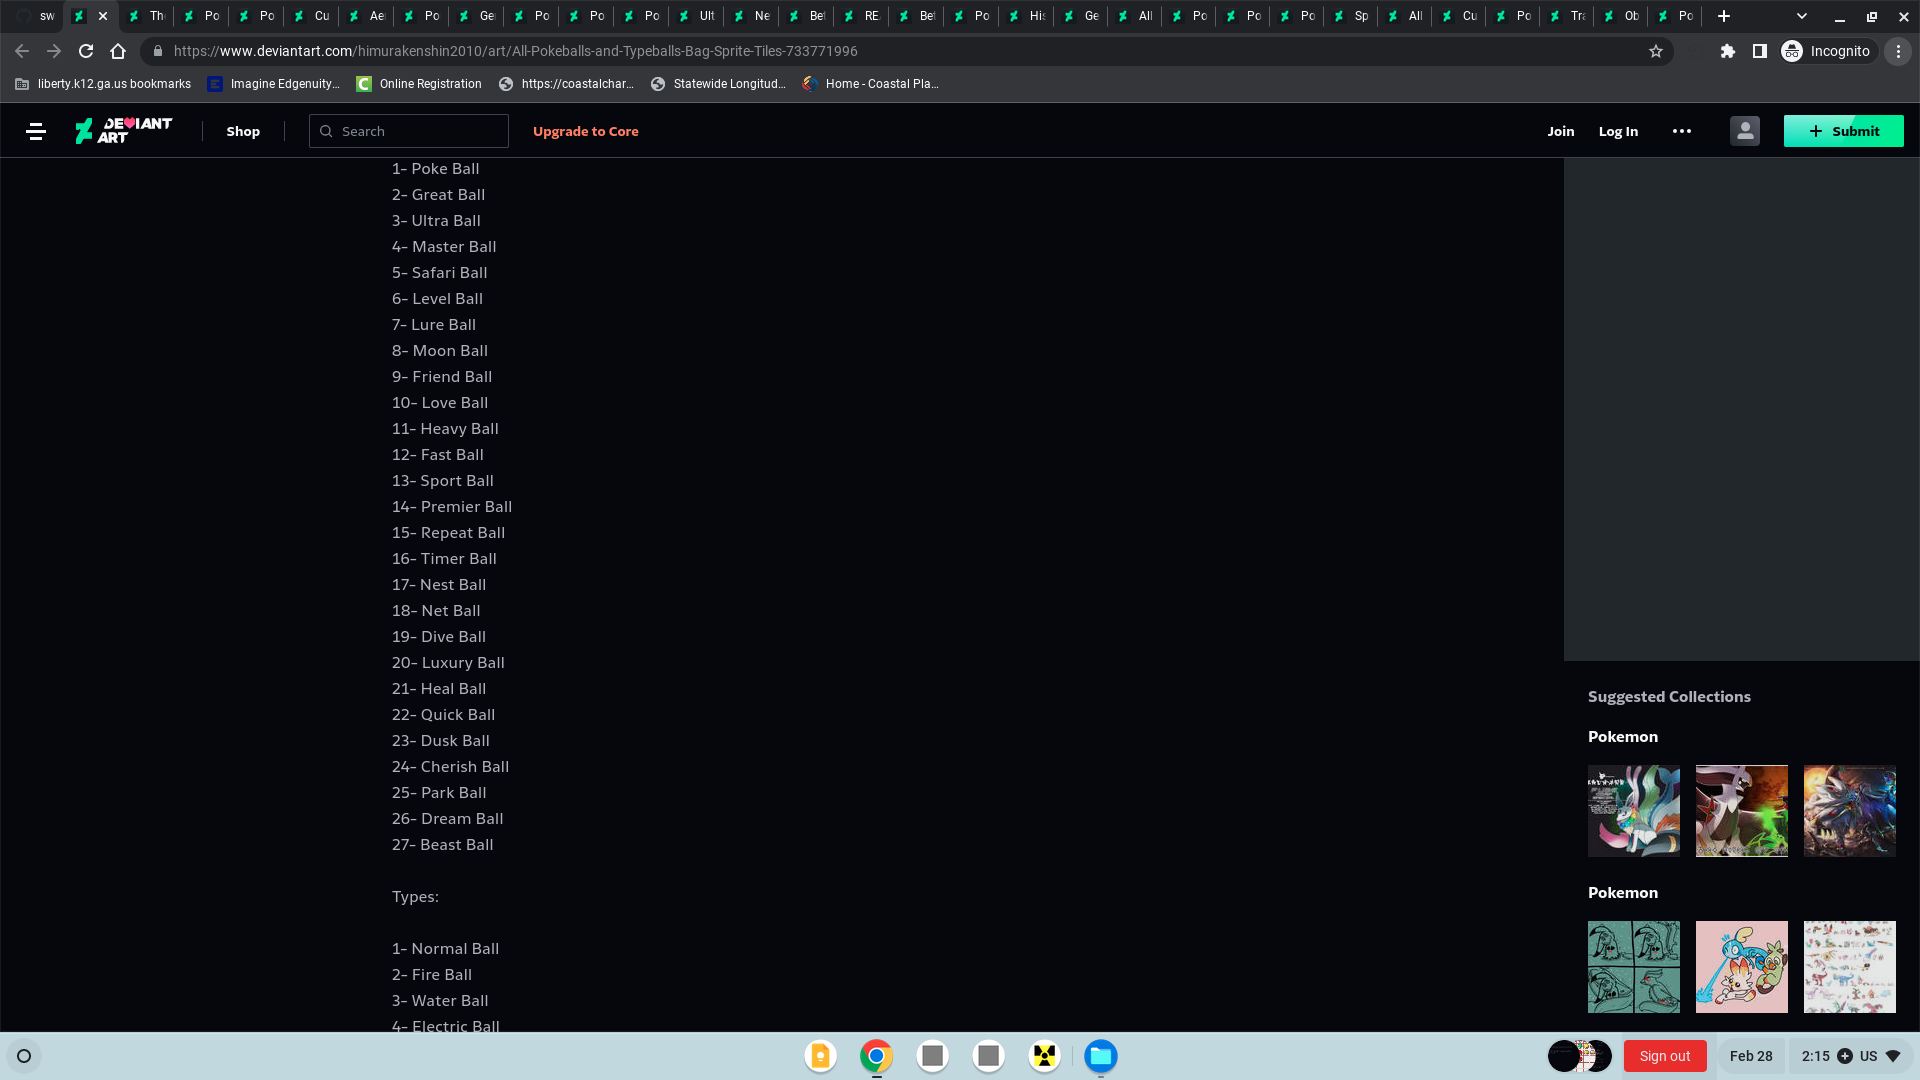 sw
Th
Po
Po
Cu
Ae
Po
Ge
Po
Po
Po
Ult
Ne
Bet
RE
Bet
Po
His
Ge
All
Po
Po
Po
Sp
All
Cu
Po
Tra
Ob
Po
https://www.deviantart.com/himurakenshin2010/art/All-Pokeballs-and-Typeballs-Bag-Sprite-Tiles-733771996
Incognito
liberty.k12.ga.us bookmarks
Imagine Edgenuity...
Online Registration
https://coastalchar...
Statewide Longitud...
Home - Coastal Pla...
DEVIANT ART
Shop
Search
Upgrade to Core
Join
Log In
Submit
1- Poke Ball
2- Great Ball
3- Ultra Ball
4- Master Ball
5- Safari Ball
6- Level Ball
7- Lure Ball
8- Moon Ball
9- Friend Ball
10- Love Ball
11- Heavy Ball
12- Fast Ball
13- Sport Ball
14- Premier Ball
15- Repeat Ball
16- Timer Ball
17- Nest Ball
18- Net Ball
19- Dive Ball
20- Luxury Ball
21- Heal Ball
22- Quick Ball
23- Dusk Ball
24- Cherish Ball
25- Park Ball
26- Dream Ball
27- Beast Ball
Types:
1- Normal Ball
2- Fire Ball
3- Water Ball
4- Electric Ball
Suggested Collections
Pokemon
Pokemon
Sign out
Feb 28
2:15
US